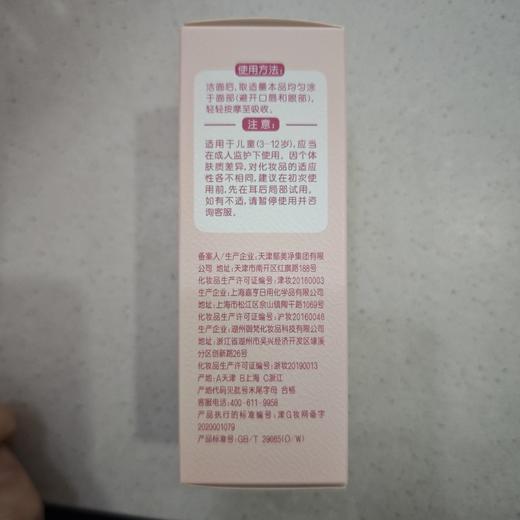 使用方法:
洁面后, 取适量本品均匀涂
于面部(避开口唇和眼部),
轻轻按摩至吸收。
注意:
适用于儿童(3-12岁), 应当
在成人监护下使用。因个体
肤质差异, 对化妆品的适应
性各不相同, 建议在初次使
用前, 先在耳后局部试用。
如有不适, 请暂停使用并咨
询客服。
备案人/生产企业:天津郁美净集团有限
公司 地址:天津市南开区红旗路188号
化妆品生产许可证编号:津妆20160003
生产企业:上海嘉亨日用化学品有限公司
地址:上海市松江区佘山镇陶干路1069号
化妆品生产许可证编号:沪妆20160046
生产企业:湖州御梵化妆品科技有限公司
地址:浙江省湖州市吴兴经济开发区埭溪
分区创新路26号
化妆品生产许可证编号:浙妆20190013
产地:A天津 B上海 C浙江
产地代码见批号末尾字母 合格
客服电话:400-611-9958
产品执行的标准编号:津G妆网备字
2020001079
产品标准号:GB/T 29665(O/W)